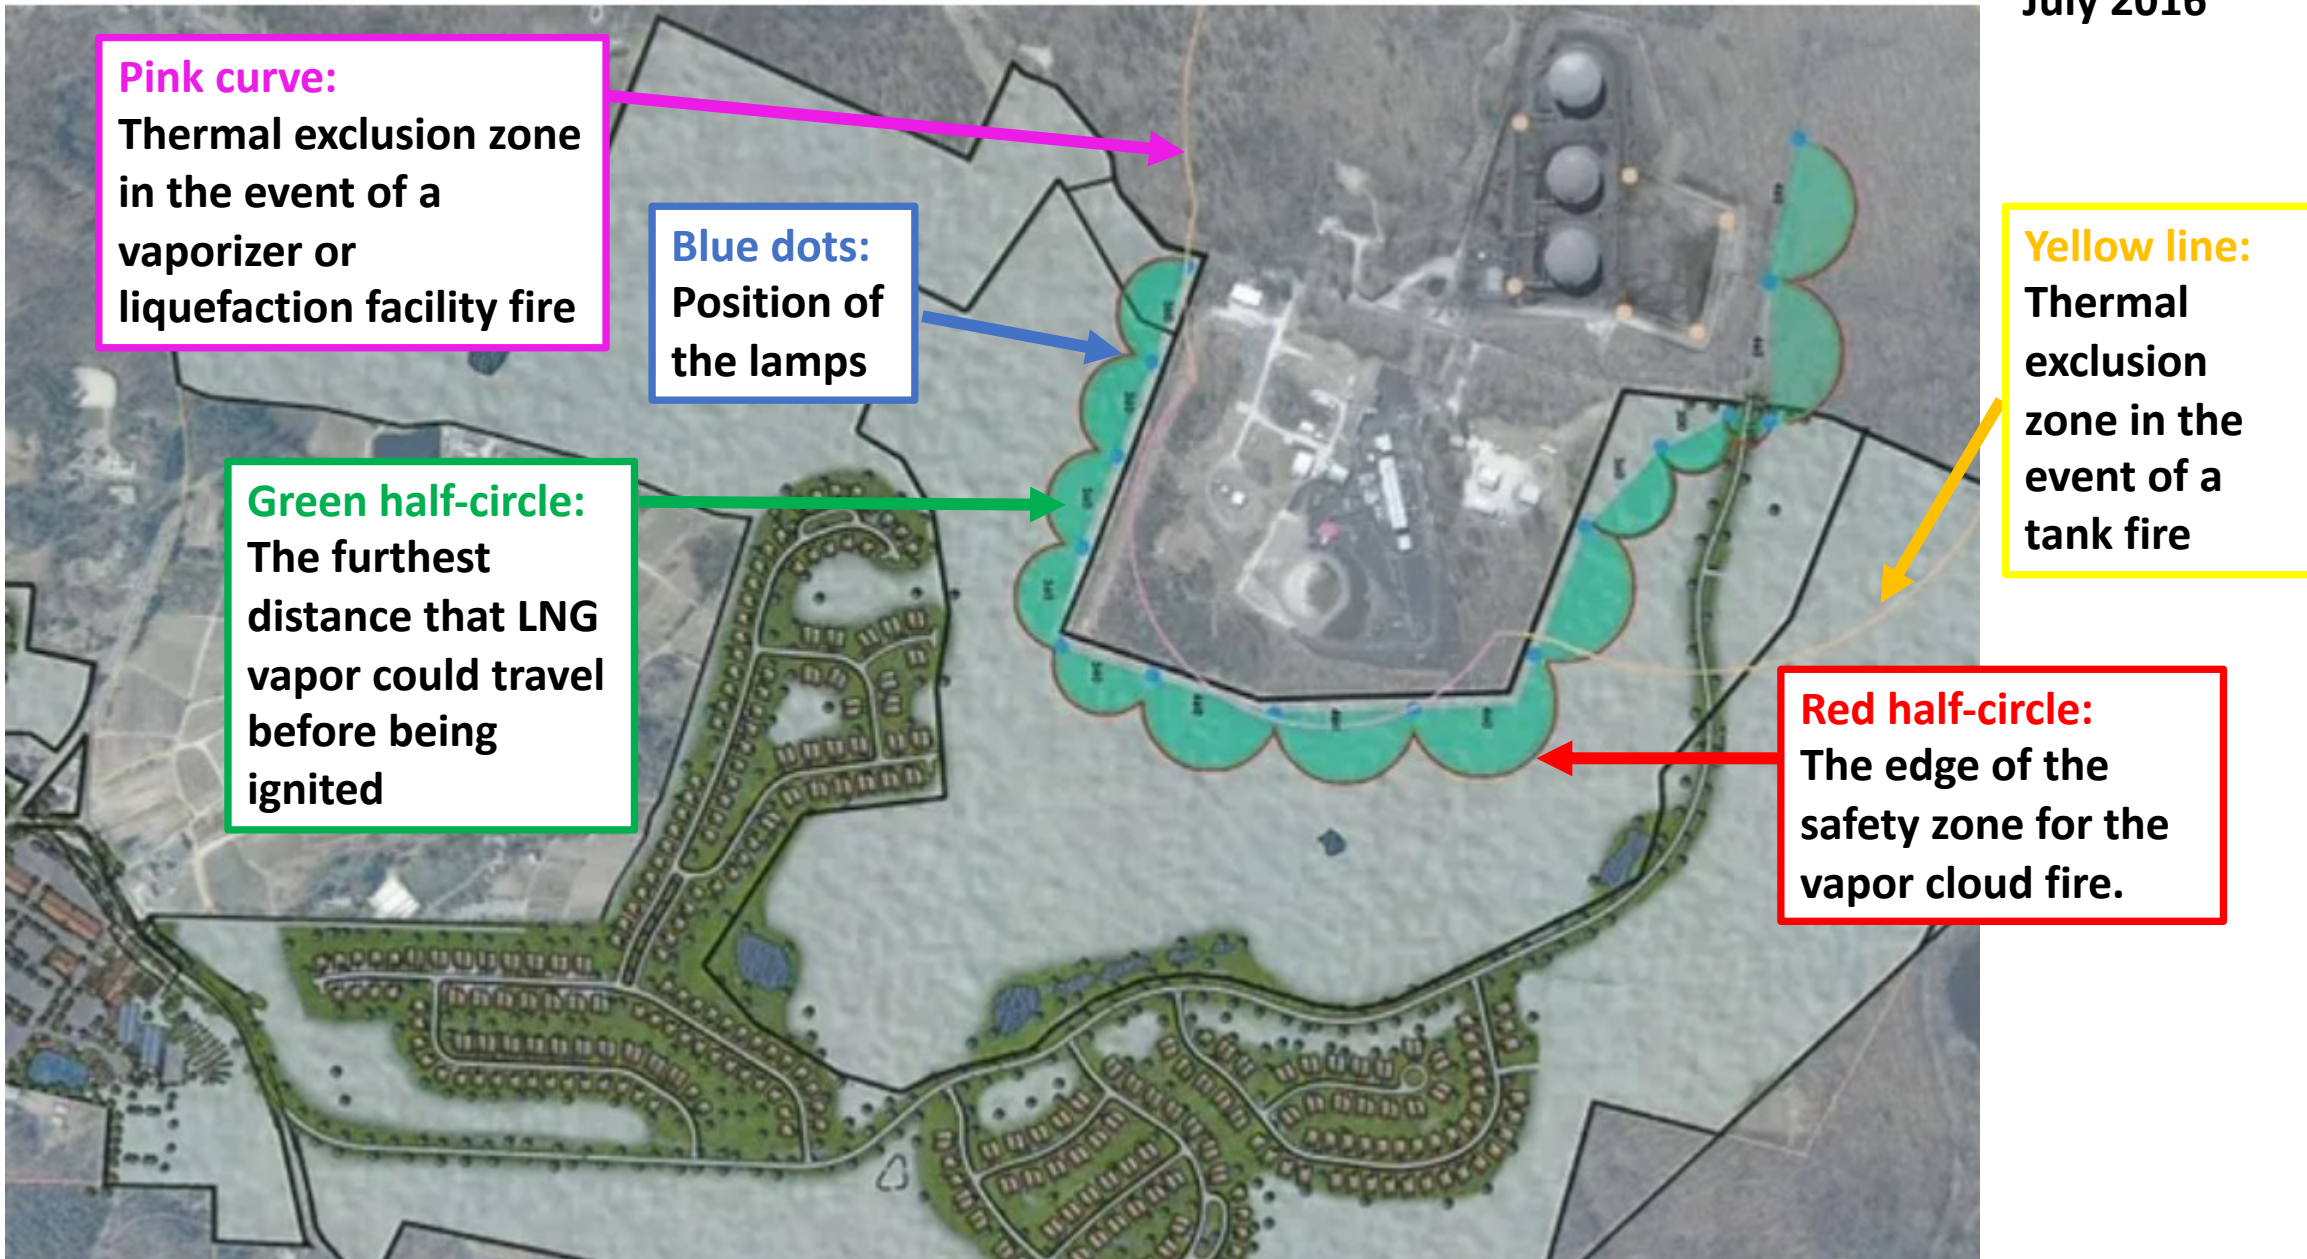 July 2016
Pink curve:
Thermal exclusion zone
in the event of a
vaporizer or
liquefaction facility fire
Blue dots:
Position of
the lamps
Yellow line:
Thermal
exclusion
zone in the
event of a
tank fire
Green half-circle:
The furthest
distance that LNG
vapor could travel
before being
ignited
Red half-circle:
The edge of the
safety zone for the
vapor cloud fire.